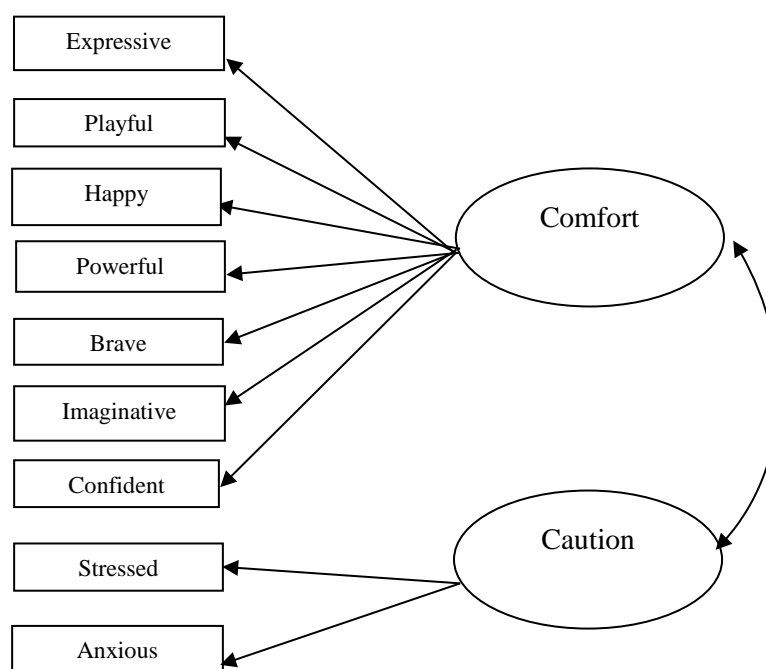 Expressive
Playful
Happy
Powerful
Brave
Imaginative
Confident
Stressed
Anxious
Comfort
Caution